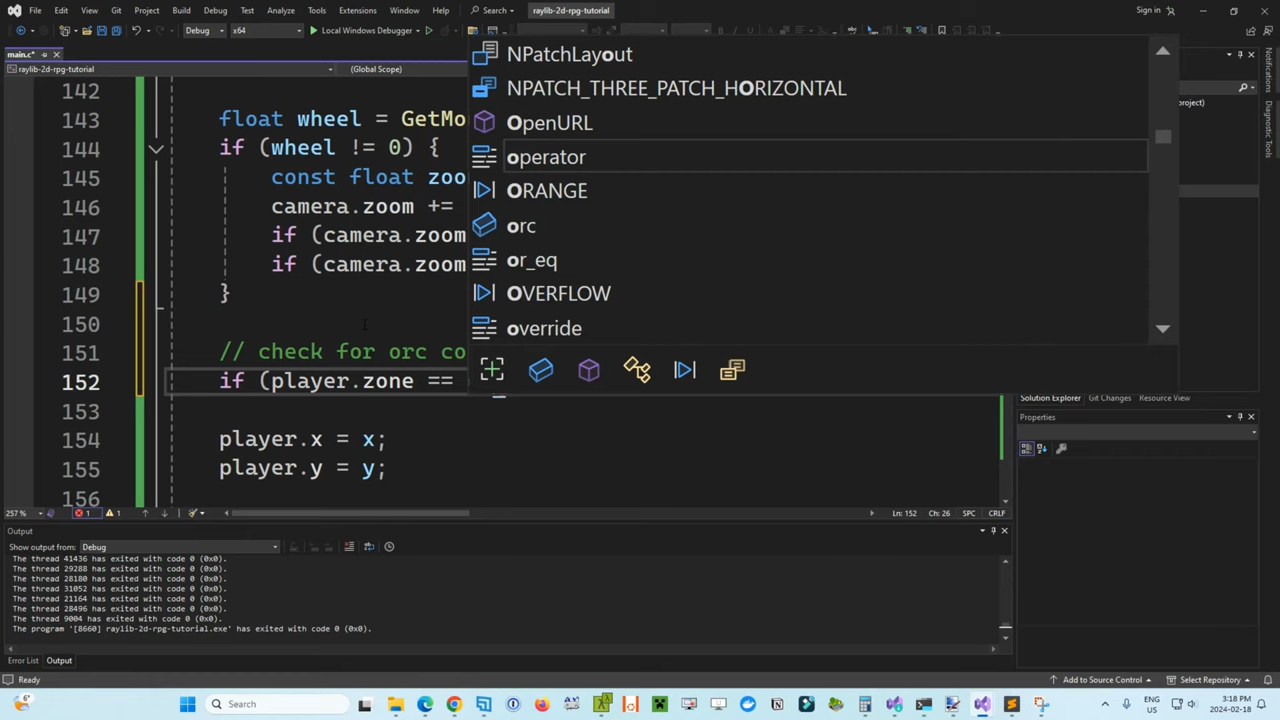 File Edit View Git Project Build Debug Test Analyze Tools Extensions Window Help Search raylib-2d-rpg-tutorial Sign in
Debug x64 Local Windows Debugger
main.c*
raylib-2d-rpg-tutorial (Global Scope)
142
143 float wheel = GetMo
144 if (wheel != 0) {
145 const float zoo
146 camera.zoom +=
147 if (camera.zoom
148 if (camera.zoom
149 }
150
151 // check for orc co
152 if (player.zone ==
153
154 player.x = x;
155 player.y = y;
156
NPatchLayout
NPATCH_THREE_PATCH_HORIZONTAL
OpenURL
operator
ORANGE
orc
or_eq
OVERFLOW
override
project)
Notifications
Diagnostic Tools
Solution Explorer Git Changes Resource View
Properties
257 % 1 1 Ln: 152 Ch: 26 SPC CRLF
Output
Show output from: Debug
The thread 41436 has exited with code 0 (0x0).
The thread 29288 has exited with code 0 (0x0).
The thread 28180 has exited with code 0 (0x0).
The thread 31052 has exited with code 0 (0x0).
The thread 21164 has exited with code 0 (0x0).
The thread 28496 has exited with code 0 (0x0).
The thread 9004 has exited with code 0 (0x0).
The program '[8660] raylib-2d-rpg-tutorial.exe' has exited with code 0 (0x0).
Error List Output
Ready Add to Source Control Select Repository
6° Search ENG US 3:18 PM 2024-02-18